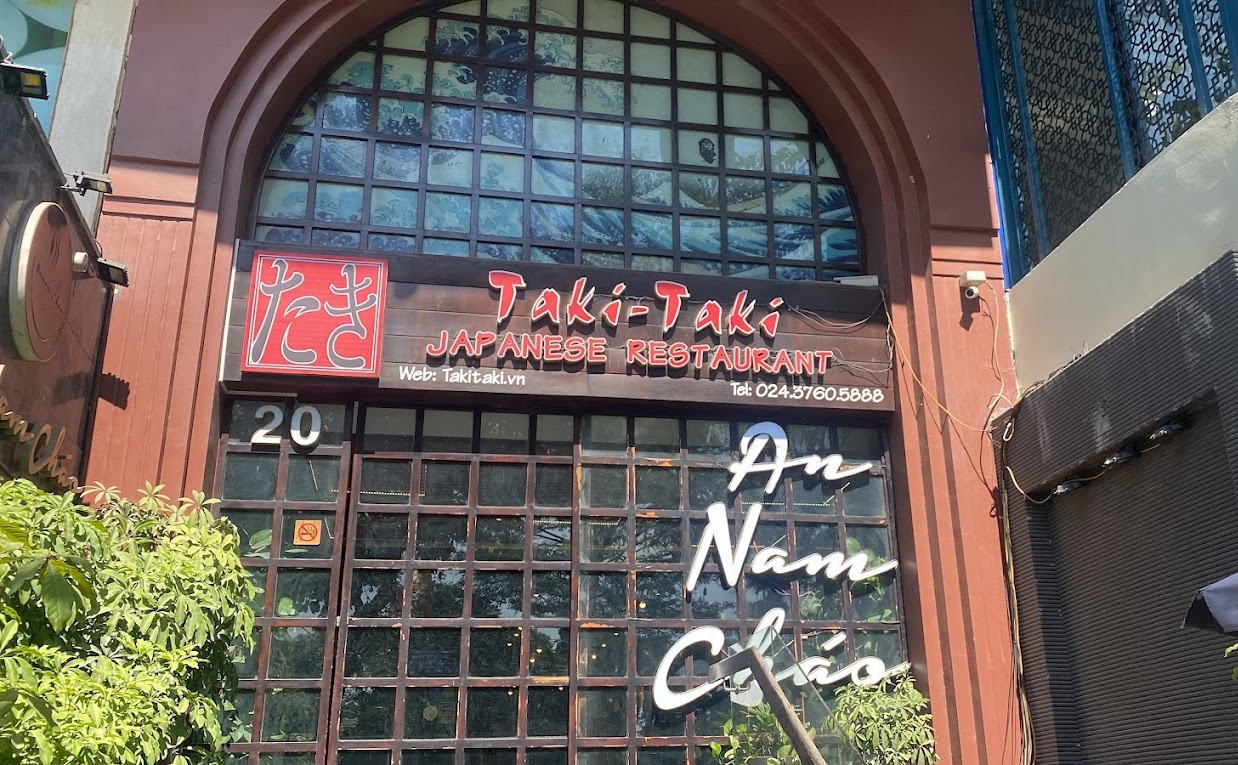 たき
Taki-Taki
JAPANESE RESTAURANT
Web: Takitaki.vn
Tel: 024.3760.5888
20
An
Nam
Cháo